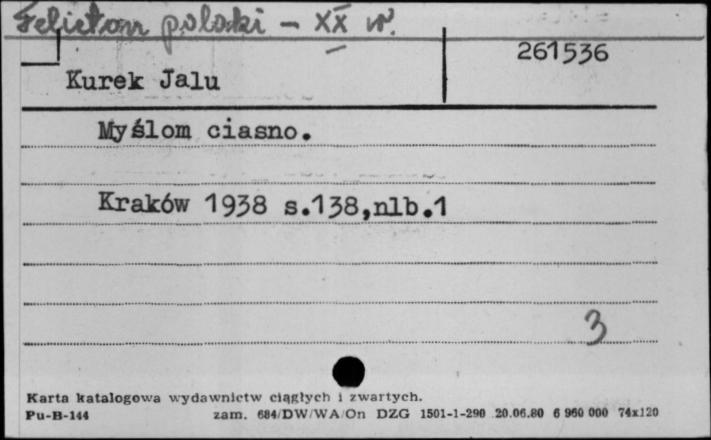 Felieton polski - XX w.
261536
Kurek Jalu
Myślom ciasno.
Kraków 1938 s.138,nlb.1
3
Karta katalogowa wydawnictw ciągłych i zwartych.
Pu-B-144 zam. 684/DW/WA/On DZG 1501-1-290 20.06.80 6 960 000 74x120